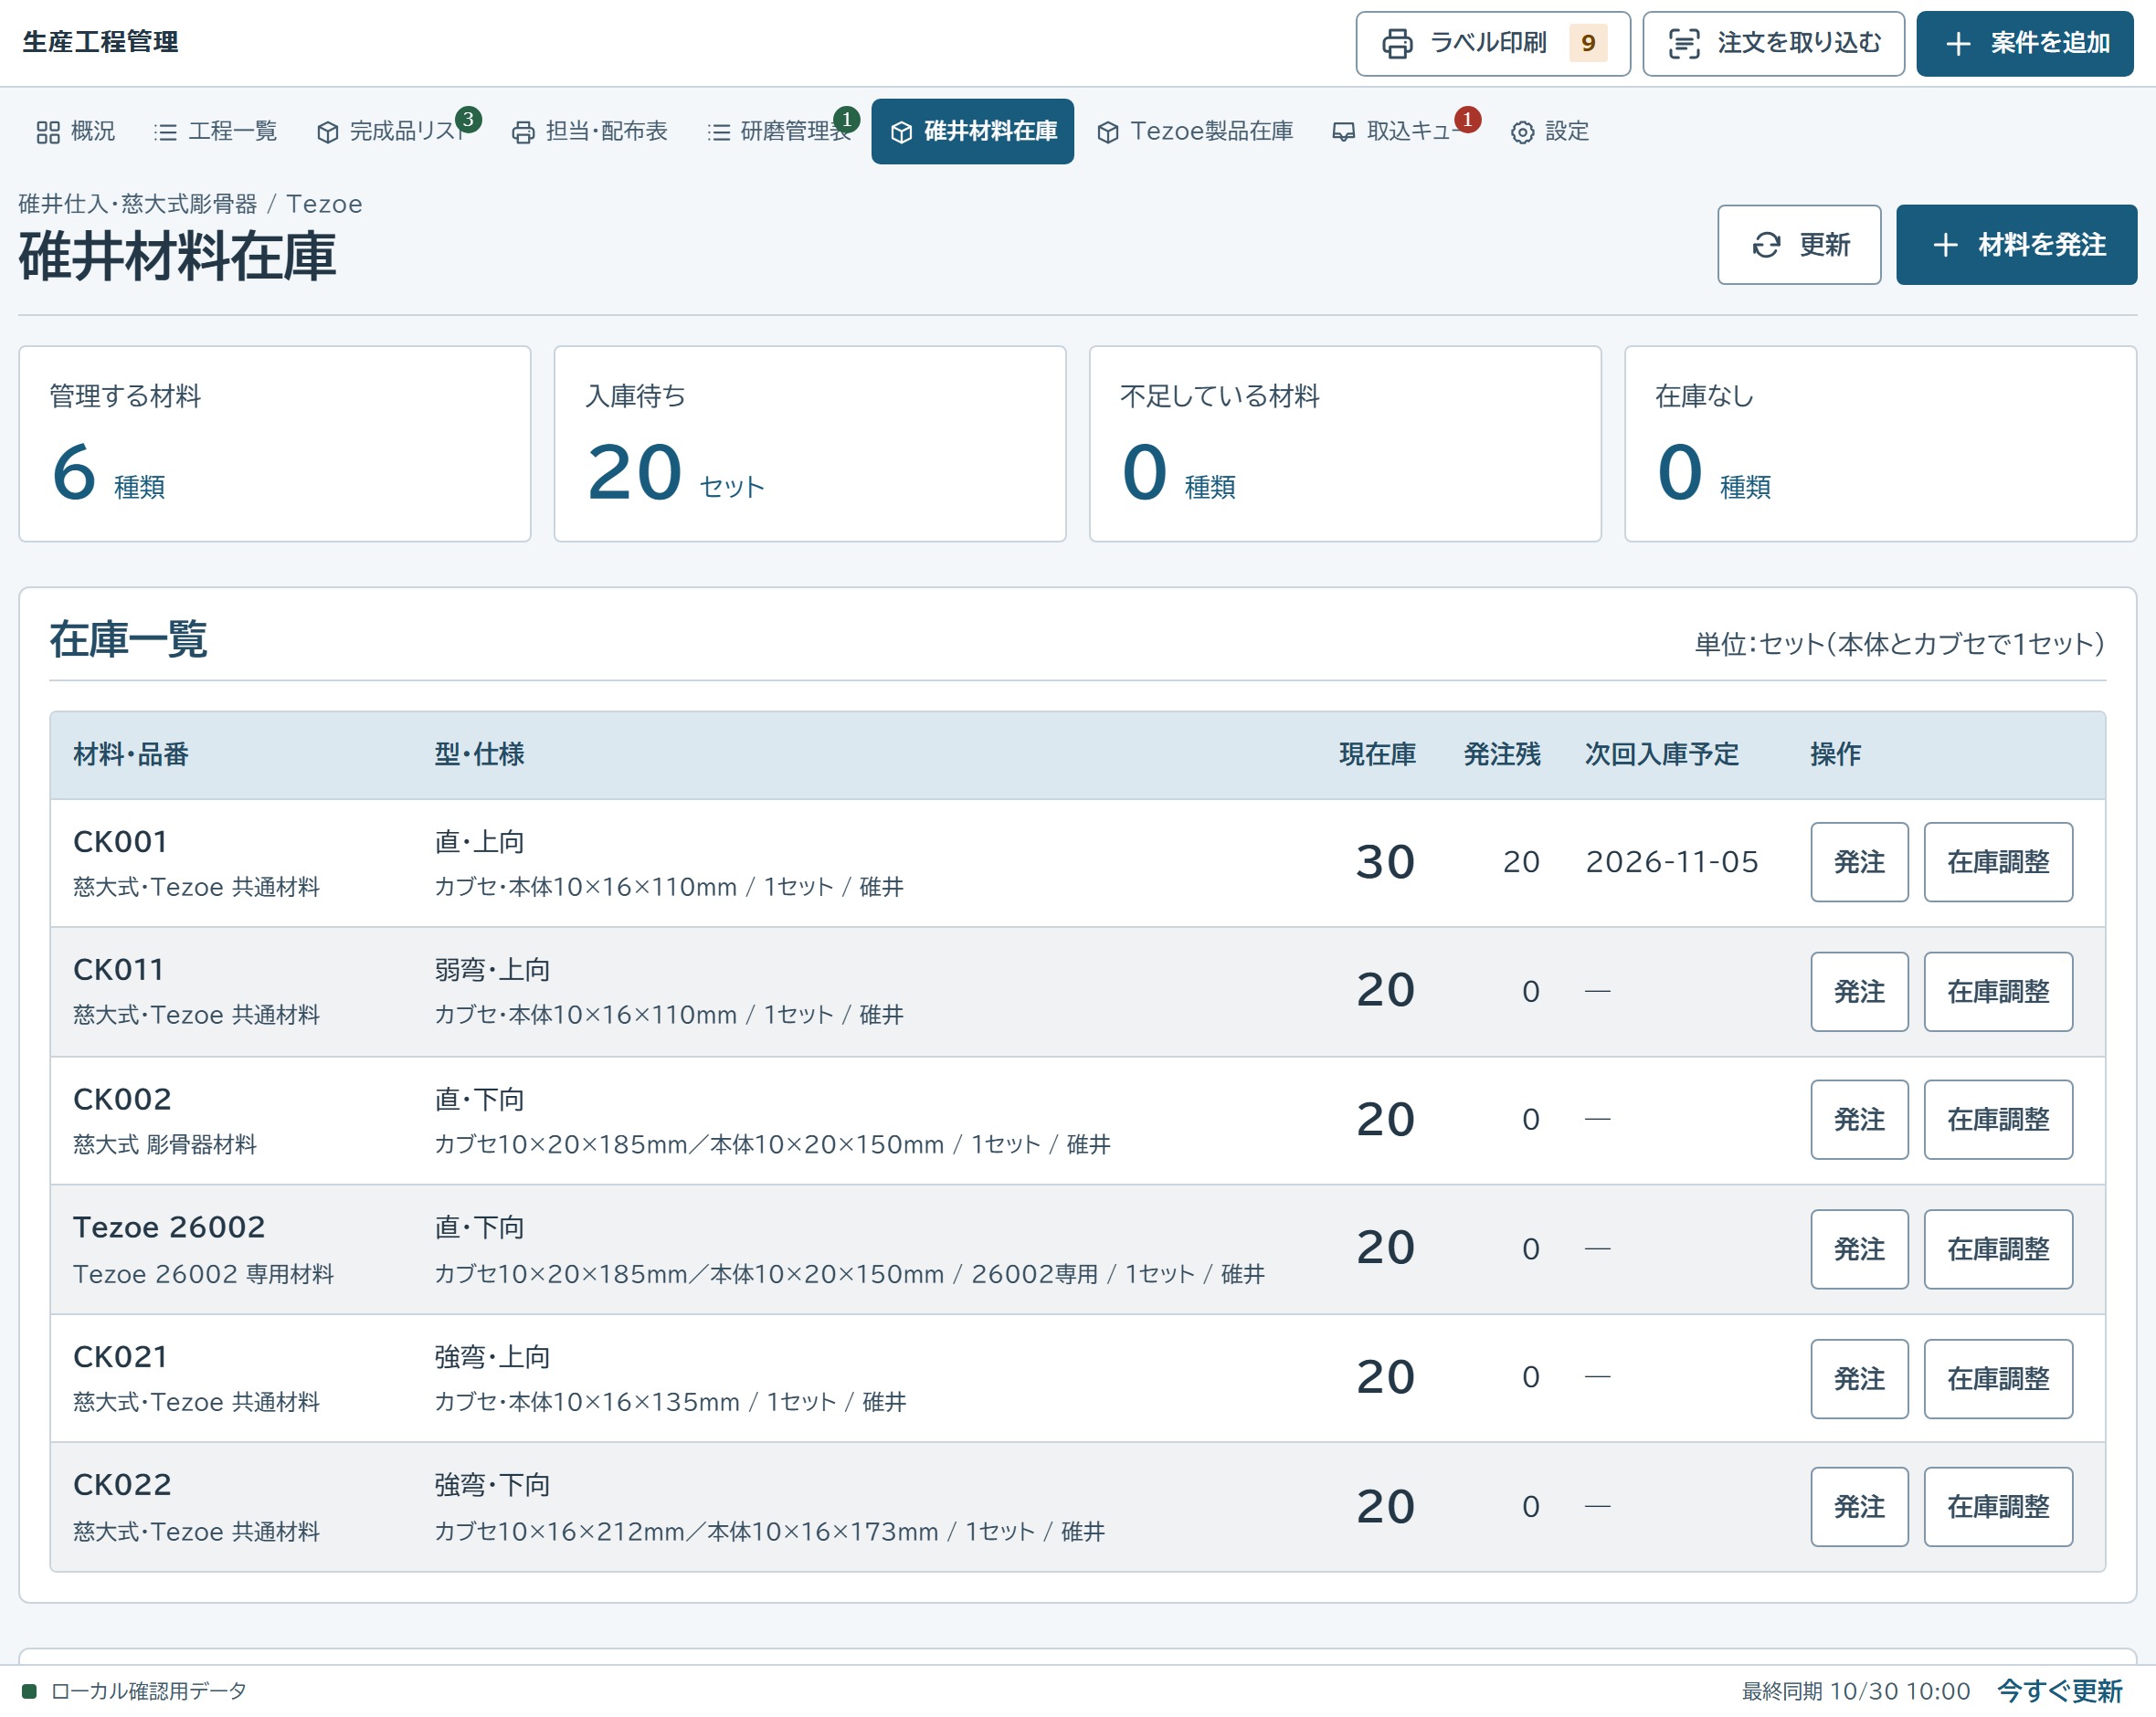 生産工程管理
ラベル印刷 9
注文を取り込む
案件を追加
概況
工程一覧
完成品リスト 3
担当・配布表
研磨管理表 1
碓井材料在庫
Tezoe製品在庫
取込キュー 1
設定
碓井仕入・慈大式彫骨器 / Tezoe
碓井材料在庫
更新
材料を発注
管理する材料
6 種類
入庫待ち
20 セット
不足している材料
0 種類
在庫なし
0 種類
在庫一覧
単位：セット（本体とカブセで1セット）
材料・品番 型・仕様 現在庫 発注残 次回入庫予定 操作
CK001 直・上向 30 20 2026-11-05 発注 在庫調整
慈大式・Tezoe 共通材料 カブセ・本体10×16×110mm / 1セット / 碓井
CK011 弱弯・上向 20 0 — 発注 在庫調整
慈大式・Tezoe 共通材料 カブセ・本体10×16×110mm / 1セット / 碓井
CK002 直・下向 20 0 — 発注 在庫調整
慈大式 彫骨器材料 カブセ10×20×185mm／本体10×20×150mm / 1セット / 碓井
Tezoe 26002 直・下向 20 0 — 発注 在庫調整
Tezoe 26002 専用材料 カブセ10×20×185mm／本体10×20×150mm / 26002専用 / 1セット / 碓井
CK021 強弯・上向 20 0 — 発注 在庫調整
慈大式・Tezoe 共通材料 カブセ・本体10×16×135mm / 1セット / 碓井
CK022 強弯・下向 20 0 — 発注 在庫調整
慈大式・Tezoe 共通材料 カブセ10×16×212mm／本体10×16×173mm / 1セット / 碓井
ローカル確認用データ
最終同期 10/30 10:00 今すぐ更新